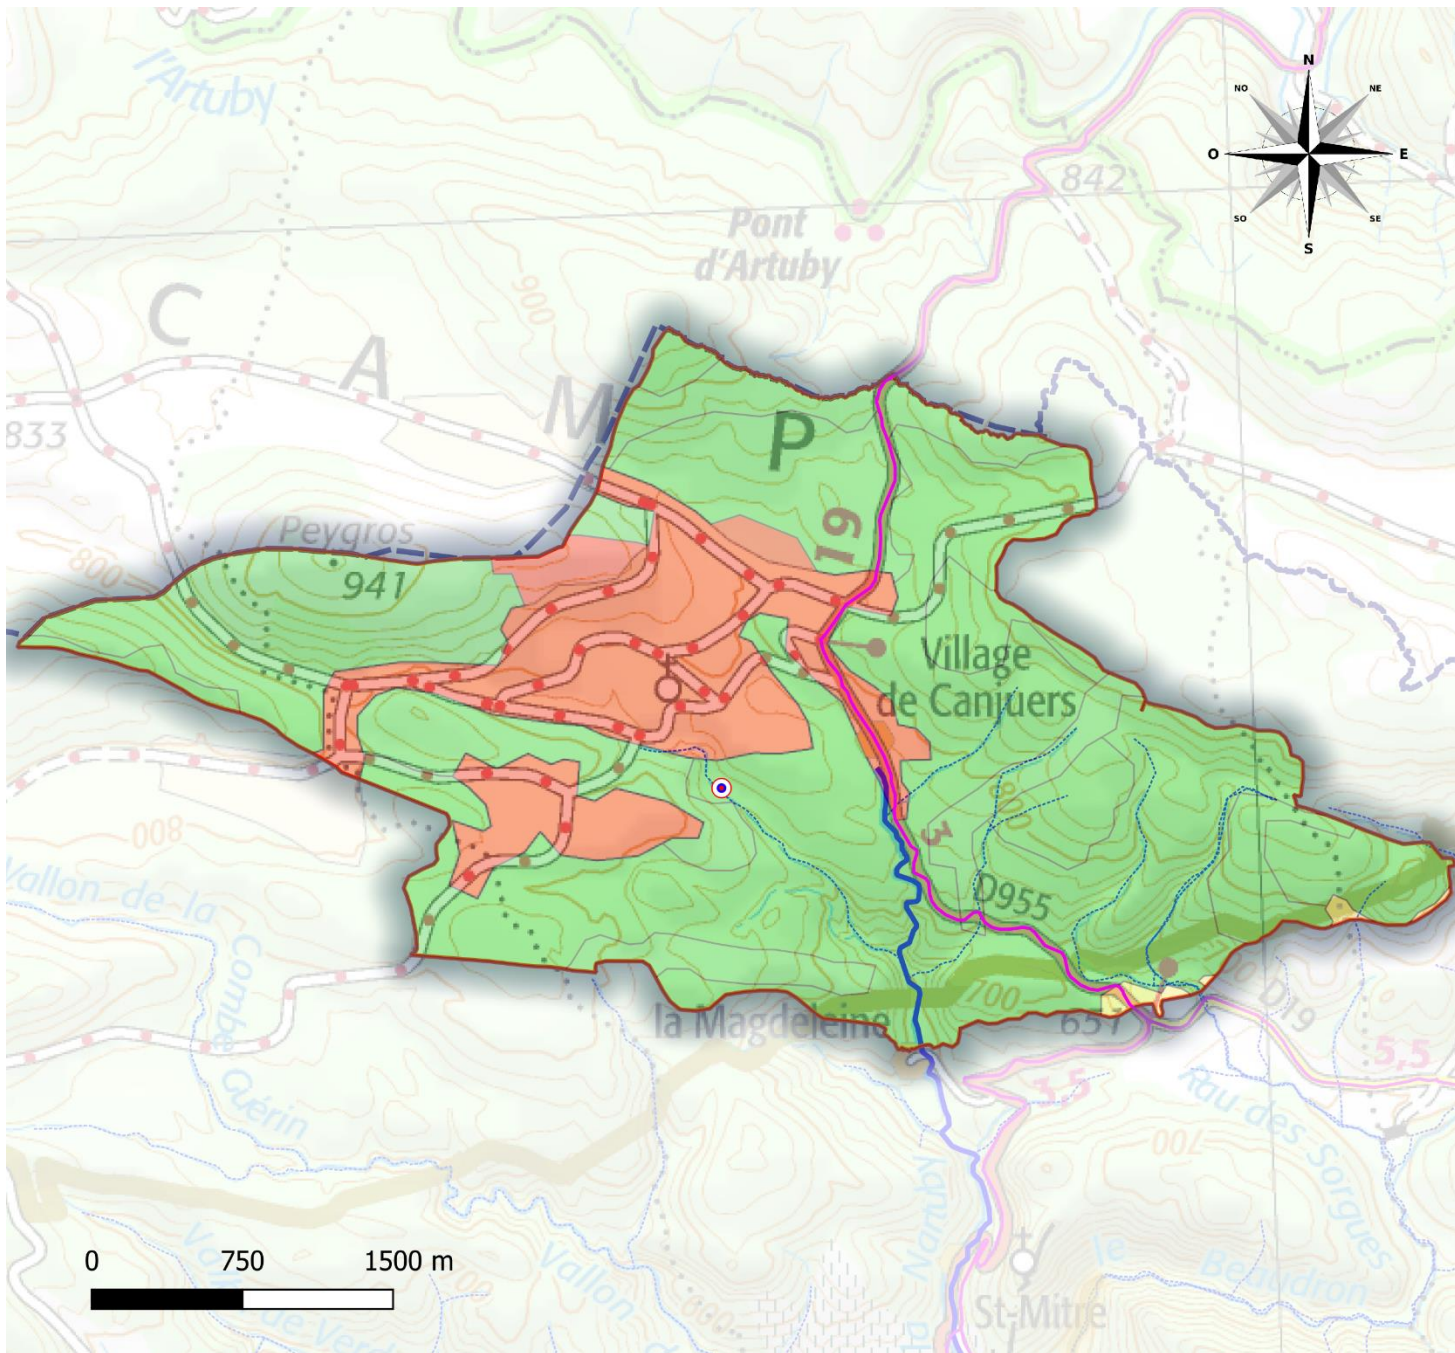 l'Artuby
N
NO
NE
O
E
SO
SE
S
842
Pont
d'Artuby
900
C
A
M
P
833
19
Peygros
941
800
Village
de Canjuers
800
3
D955
800
Vallon de la
Combe Guérin
700
la Magdeleine
657
D19
5,5
3,5
Rau des Sorgues
700
0
750
1500 m
Vallon
Nartuby
le Beaudron
St-Mitre